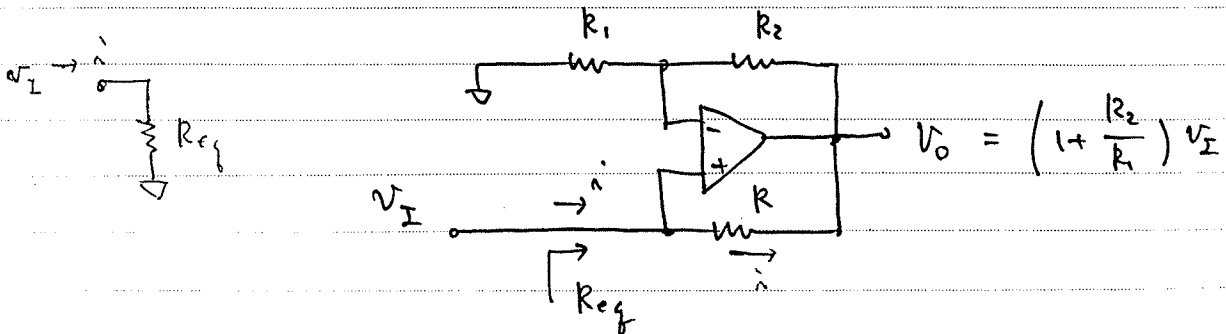 v_I → i
R_eq
R_1
R_2
-
+
V_o = (1 + R_2/R_1) v_I
v_I
→ i
R
→ i
R_eq